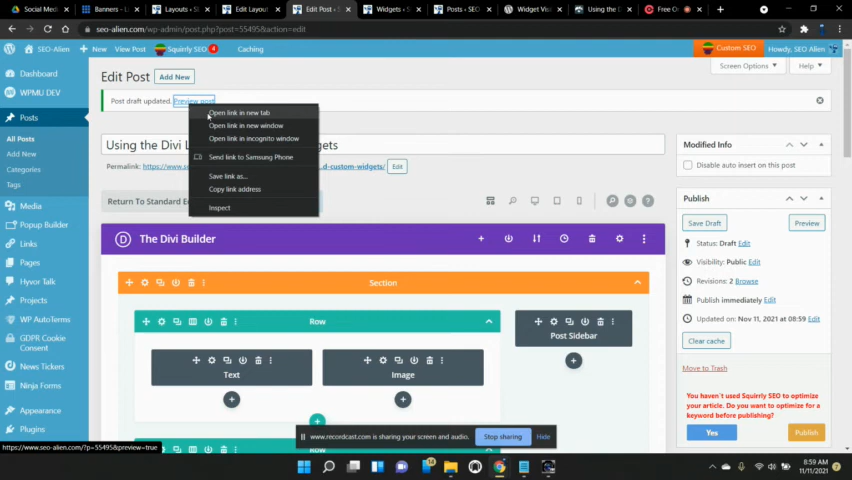 Google Drive
Banners - L
Layouts ‹ S
Edit Layout
Edit Post ‹ S
Widgets ‹ S
Posts ‹ SEO
Widget Vis
Using the D
Free O
seo-alien.com/wp-admin/post.php?post=55495&action=edit
SEO-Alien
New
View Post
Squirrly SEO
4
Caching
Custom SEO
Howdy, SEO Alien
Screen Options
Help
Dashboard
WPMU DEV
Posts
All Posts
Add New
Categories
Tags
Media
Popup Builder
Links
Pages
Hyvor Talk
Projects
WP AutoTerms
GDPR Cookie
Consent
News Tickers
Ninja Forms
Appearance
Plugins
Edit Post
Add New
Post draft updated. Preview post
Open link in new tab
Open link in new window
Open link in incognito window
Send link to Samsung Phone
Save link as...
Copy link address
Inspect
Using the Divi L
gets
Permalink: https://www.s
d-custom-widgets/
Edit
Return To Standard E
The Divi Builder
Section
Row
Text
Image
Post Sidebar
Row
Modified Info
Disable auto insert on this post
Publish
Save Draft
Preview
Status: Draft Edit
Visibility: Public Edit
Revisions: 2 Browse
Publish immediately Edit
Updated on: Nov 11, 2021 at 08:59 Edit
Clear cache
Move to Trash
You haven't used Squirrly SEO to optimize
your article. Do you want to optimize for a
keyword before publishing?
Yes
Publish
www.recordcast.com is sharing your screen and audio.
Stop sharing
Hide
https://www.seo-alien.com/?p=55495&preview=true
8:59 AM
11/11/2021